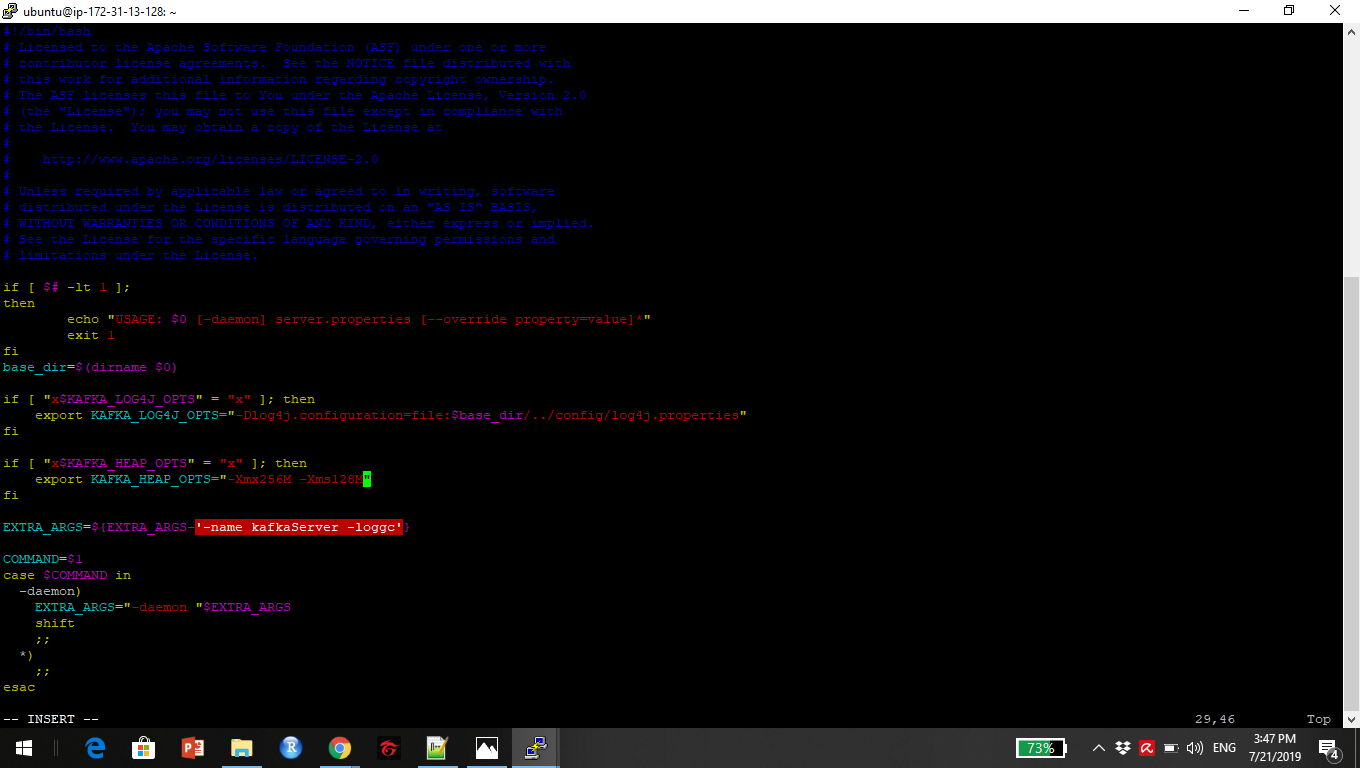 ubuntu@ip-172-31-13-128: ~
#!/bin/bash
# Licensed to the Apache Software Foundation (ASF) under one or more
# contributor license agreements.  See the NOTICE file distributed with
# this work for additional information regarding copyright ownership.
# The ASF licenses this file to You under the Apache License, Version 2.0
# (the "License"); you may not use this file except in compliance with
# the License.  You may obtain a copy of the License at
#
#    http://www.apache.org/licenses/LICENSE-2.0
#
# Unless required by applicable law or agreed to in writing, software
# distributed under the License is distributed on an "AS IS" BASIS,
# WITHOUT WARRANTIES OR CONDITIONS OF ANY KIND, either express or implied.
# See the License for the specific language governing permissions and
# limitations under the License.
if [ $# -lt 1 ];
then
        echo "USAGE: $0 [-daemon] server.properties [--override property=value]*"
        exit 1
fi
base_dir=$(dirname $0)
if [ "x$KAFKA_LOG4J_OPTS" = "x" ]; then
    export KAFKA_LOG4J_OPTS="-Dlog4j.configuration=file:$base_dir/../config/log4j.properties"
fi
if [ "x$KAFKA_HEAP_OPTS" = "x" ]; then
    export KAFKA_HEAP_OPTS="-Xmx256M -Xms128M"
fi
EXTRA_ARGS=${EXTRA_ARGS-'-name kafkaServer -loggc'}
COMMAND=$1
case $COMMAND in
  -daemon)
    EXTRA_ARGS="-daemon "$EXTRA_ARGS
    shift
    ;;
  *)
    ;;
esac
-- INSERT --
29,46
Top
73%
ENG
3:47 PM
7/21/2019
4